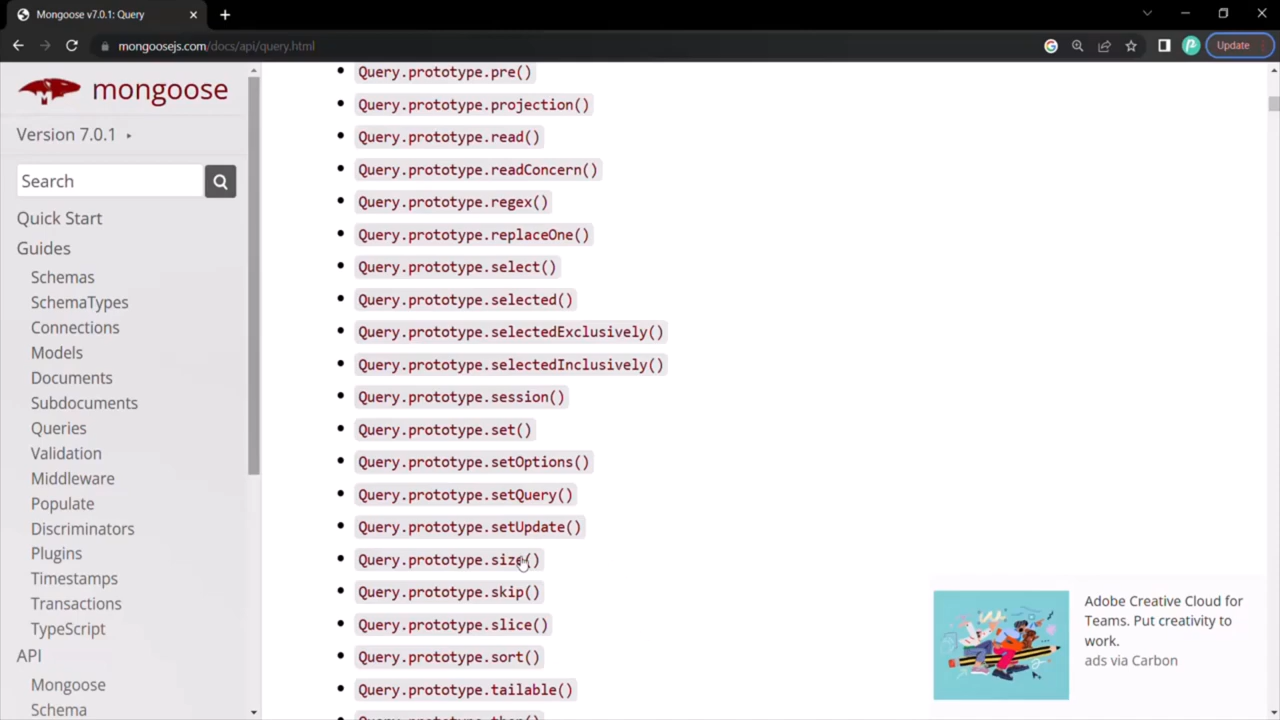 Mongoose v7.0.1: Query
mongoosejs.com/docs/api/query.html
Update
mongoose
Version 7.0.1
Search
Quick Start
Guides
Schemas
SchemaTypes
Connections
Models
Documents
Subdocuments
Queries
Validation
Middleware
Populate
Discriminators
Plugins
Timestamps
Transactions
TypeScript
API
Mongoose
Schema
Query.prototype.pre()
Query.prototype.projection()
Query.prototype.read()
Query.prototype.readConcern()
Query.prototype.regex()
Query.prototype.replaceOne()
Query.prototype.select()
Query.prototype.selected()
Query.prototype.selectedExclusively()
Query.prototype.selectedInclusively()
Query.prototype.session()
Query.prototype.set()
Query.prototype.setOptions()
Query.prototype.setQuery()
Query.prototype.setUpdate()
Query.prototype.size()
Query.prototype.skip()
Query.prototype.slice()
Query.prototype.sort()
Query.prototype.tailable()
Query.prototype.then()
Adobe Creative Cloud for
Teams. Put creativity to
work.
ads via Carbon